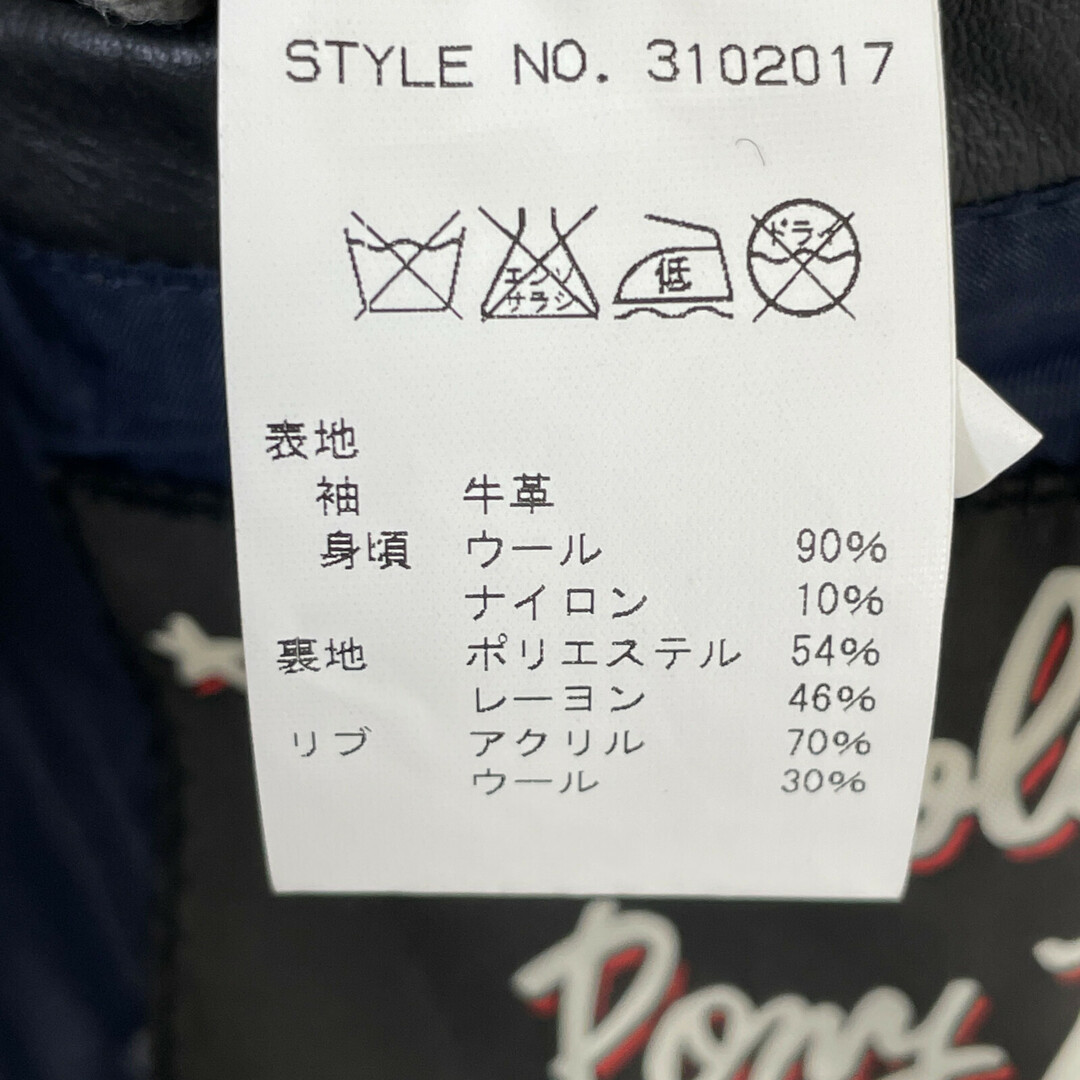 STYLE NO. 3102017
エンソ
サラシ
低
ドライ
表地
袖 牛革
身頃 ウール 90%
ナイロン 10%
裏地 ポリエステル 54%
レーヨン 46%
リブ アクリル 70%
ウール 30%
Pony